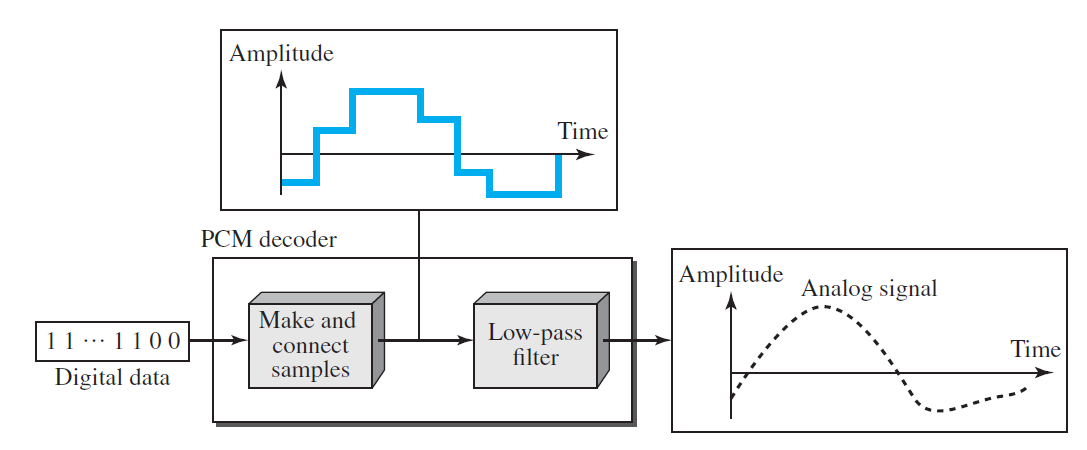 Amplitude
Time
PCM decoder
Amplitude
Analog signal
Make and
connect
samples
Low-pass
filter
1 1 ··· 1 1 0 0
Time
Digital data